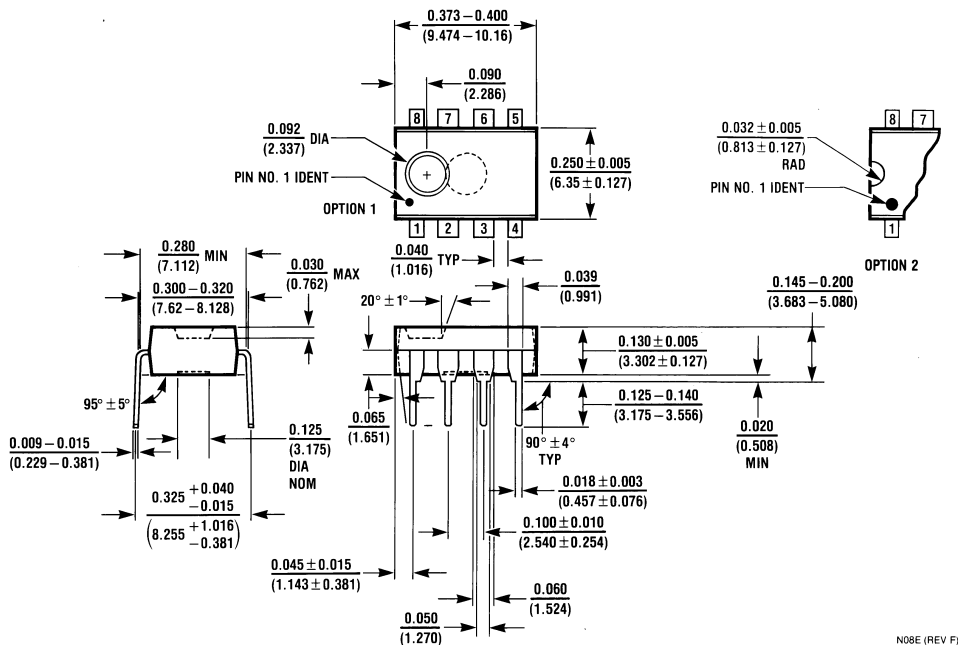 0.373 – 0.400
(9.474 – 10.16)
0.090
(2.286)
8 7 6 5
0.092 DIA
(2.337)
PIN NO. 1 IDENT
OPTION 1
0.250 ± 0.005
(6.35 ± 0.127)
1 2 3 4
8 7
0.032 ± 0.005
(0.813 ± 0.127)
RAD
PIN NO. 1 IDENT
1
OPTION 2
0.280 MIN
(7.112)
0.300 – 0.320
(7.62 – 8.128)
0.030 MAX
(0.762)
0.040 TYP
(1.016)
0.039
(0.991)
20° ± 1°
0.145 – 0.200
(3.683 – 5.080)
0.130 ± 0.005
(3.302 ± 0.127)
0.125 – 0.140
(3.175 – 3.556)
0.020
(0.508)
MIN
95° ± 5°
0.009 – 0.015
(0.229 – 0.381)
0.125
(3.175)
DIA
NOM
0.065
(1.651)
90° ± 4°
TYP
0.018 ± 0.003
(0.457 ± 0.076)
0.325 +0.040
−0.015
(8.255 +1.016
−0.381)
0.100 ± 0.010
(2.540 ± 0.254)
0.045 ± 0.015
(1.143 ± 0.381)
0.060
(1.524)
0.050
(1.270)
N08E (REV F)